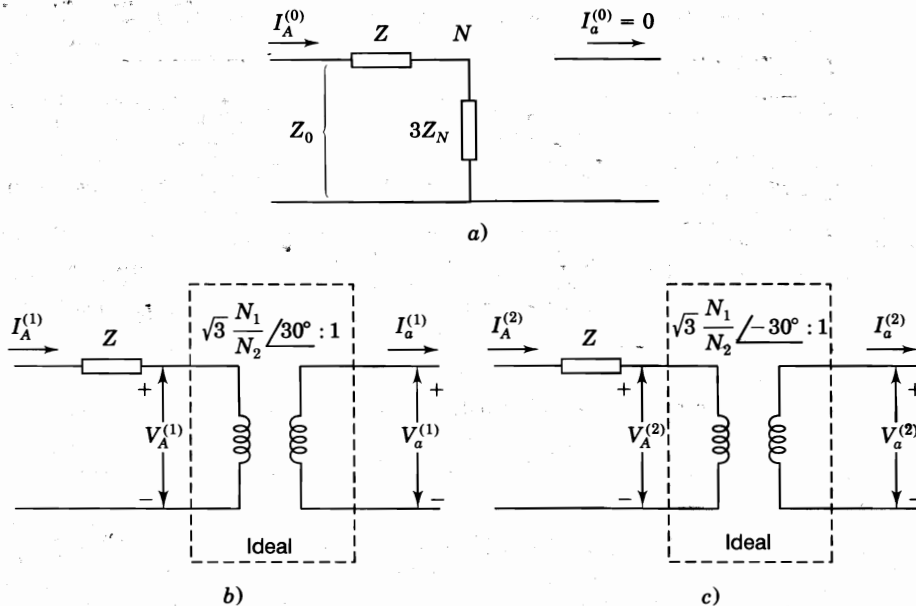 I_A^{(0)} Z N I_a^{(0)} = 0
Z_0 3Z_N
a)
I_A^{(1)} Z √3 N_1/N_2 ∠30° : 1 I_a^{(1)}
+ V_A^{(1)} − + V_a^{(1)} −
Ideal
b)
I_A^{(2)} Z √3 N_1/N_2 ∠−30° : 1 I_a^{(2)}
+ V_A^{(2)} − + V_a^{(2)} −
Ideal
c)